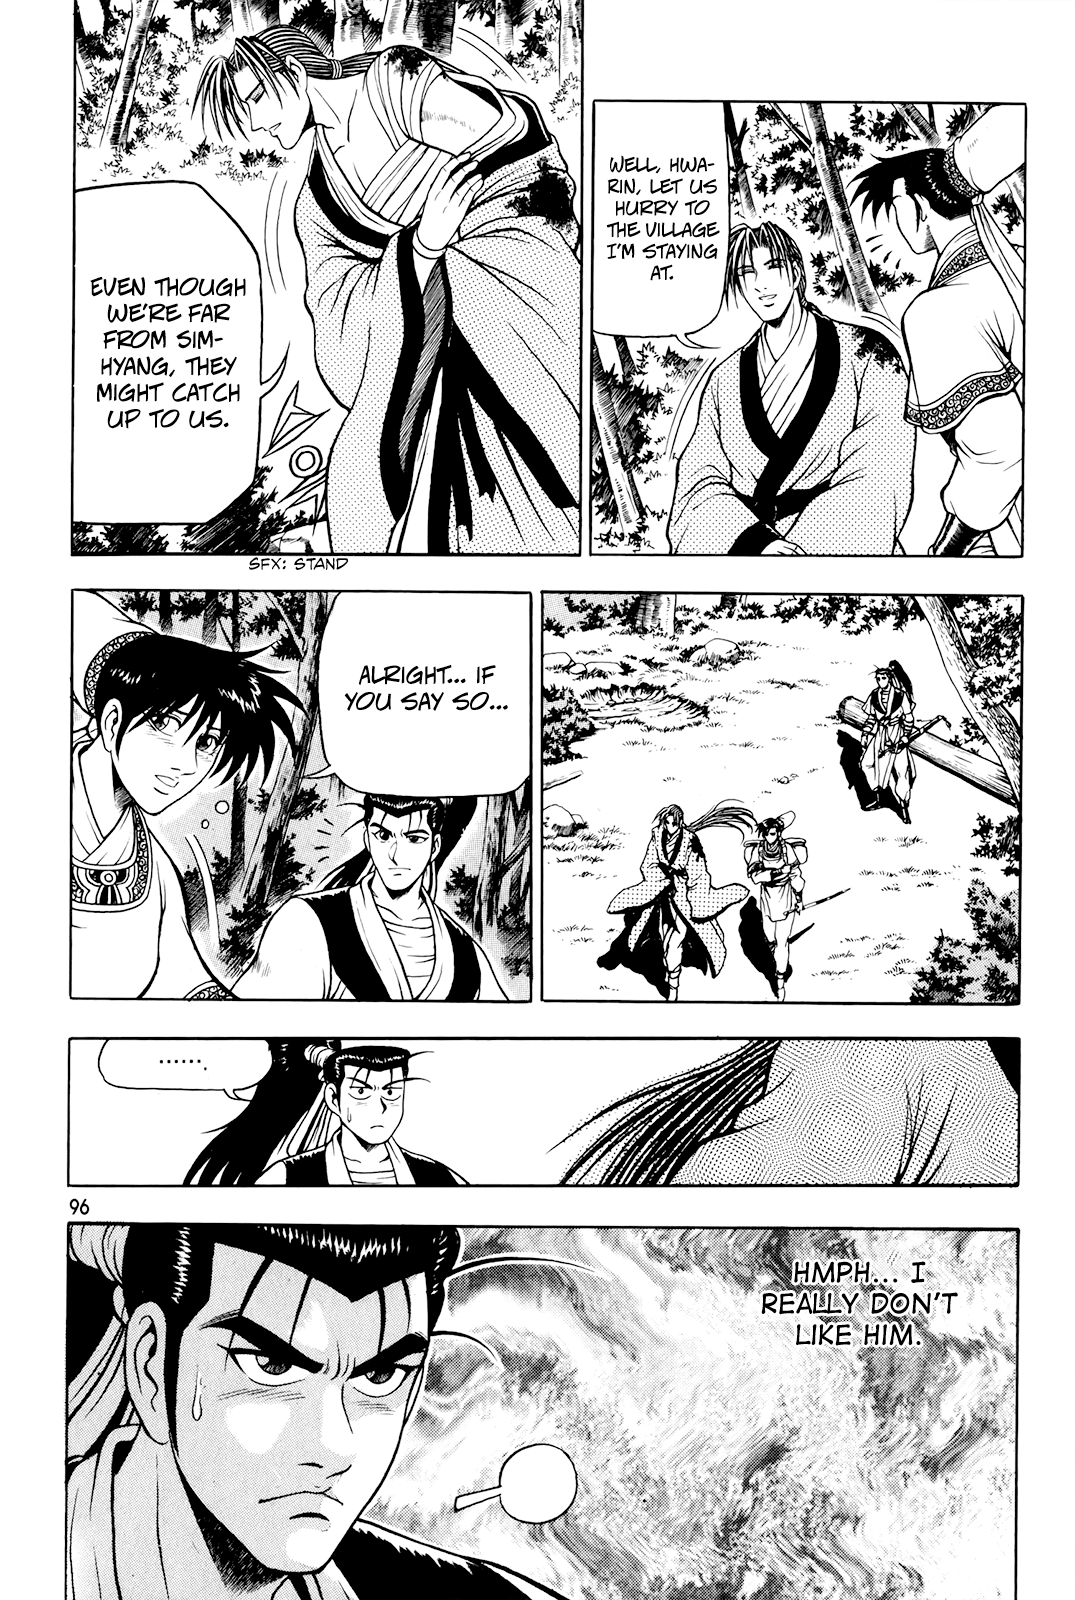 EVEN THOUGH
WE'RE FAR
FROM SIM-
HYANG, THEY
MIGHT CATCH
UP TO US.
SFX: STAND
WELL, HWA-
RIN, LET US
HURRY TO
THE VILLAGE
I'M STAYING
AT.
ALRIGHT... IF
YOU SAY SO...
.......
96
HMPH... I
REALLY DON'T
LIKE HIM.